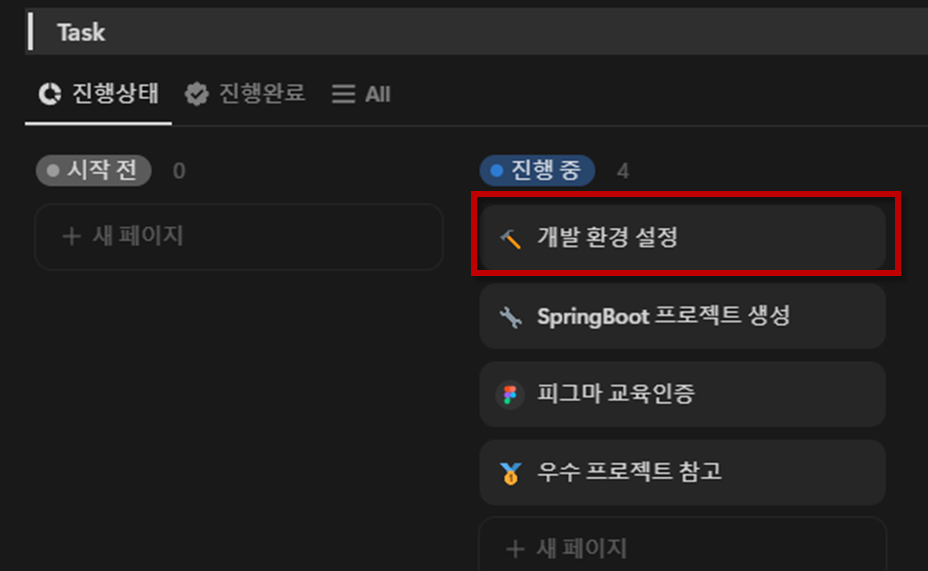 Task
진행상태 진행완료 All
시작 전 0
새 페이지
진행 중 4
개발 환경 설정
SpringBoot 프로젝트 생성
피그마 교육인증
우수 프로젝트 참고
새 페이지